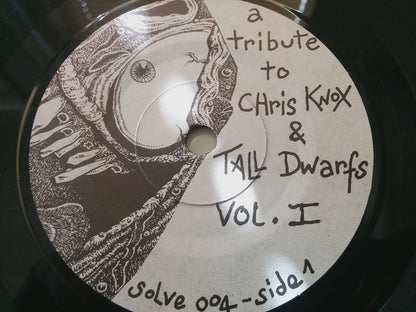 a
tribute
to
CHris KNoX
&
TALL Dwarfs
VOL. I
solve 004 - side 1